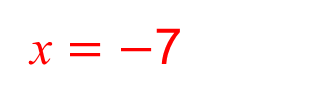 x = −7